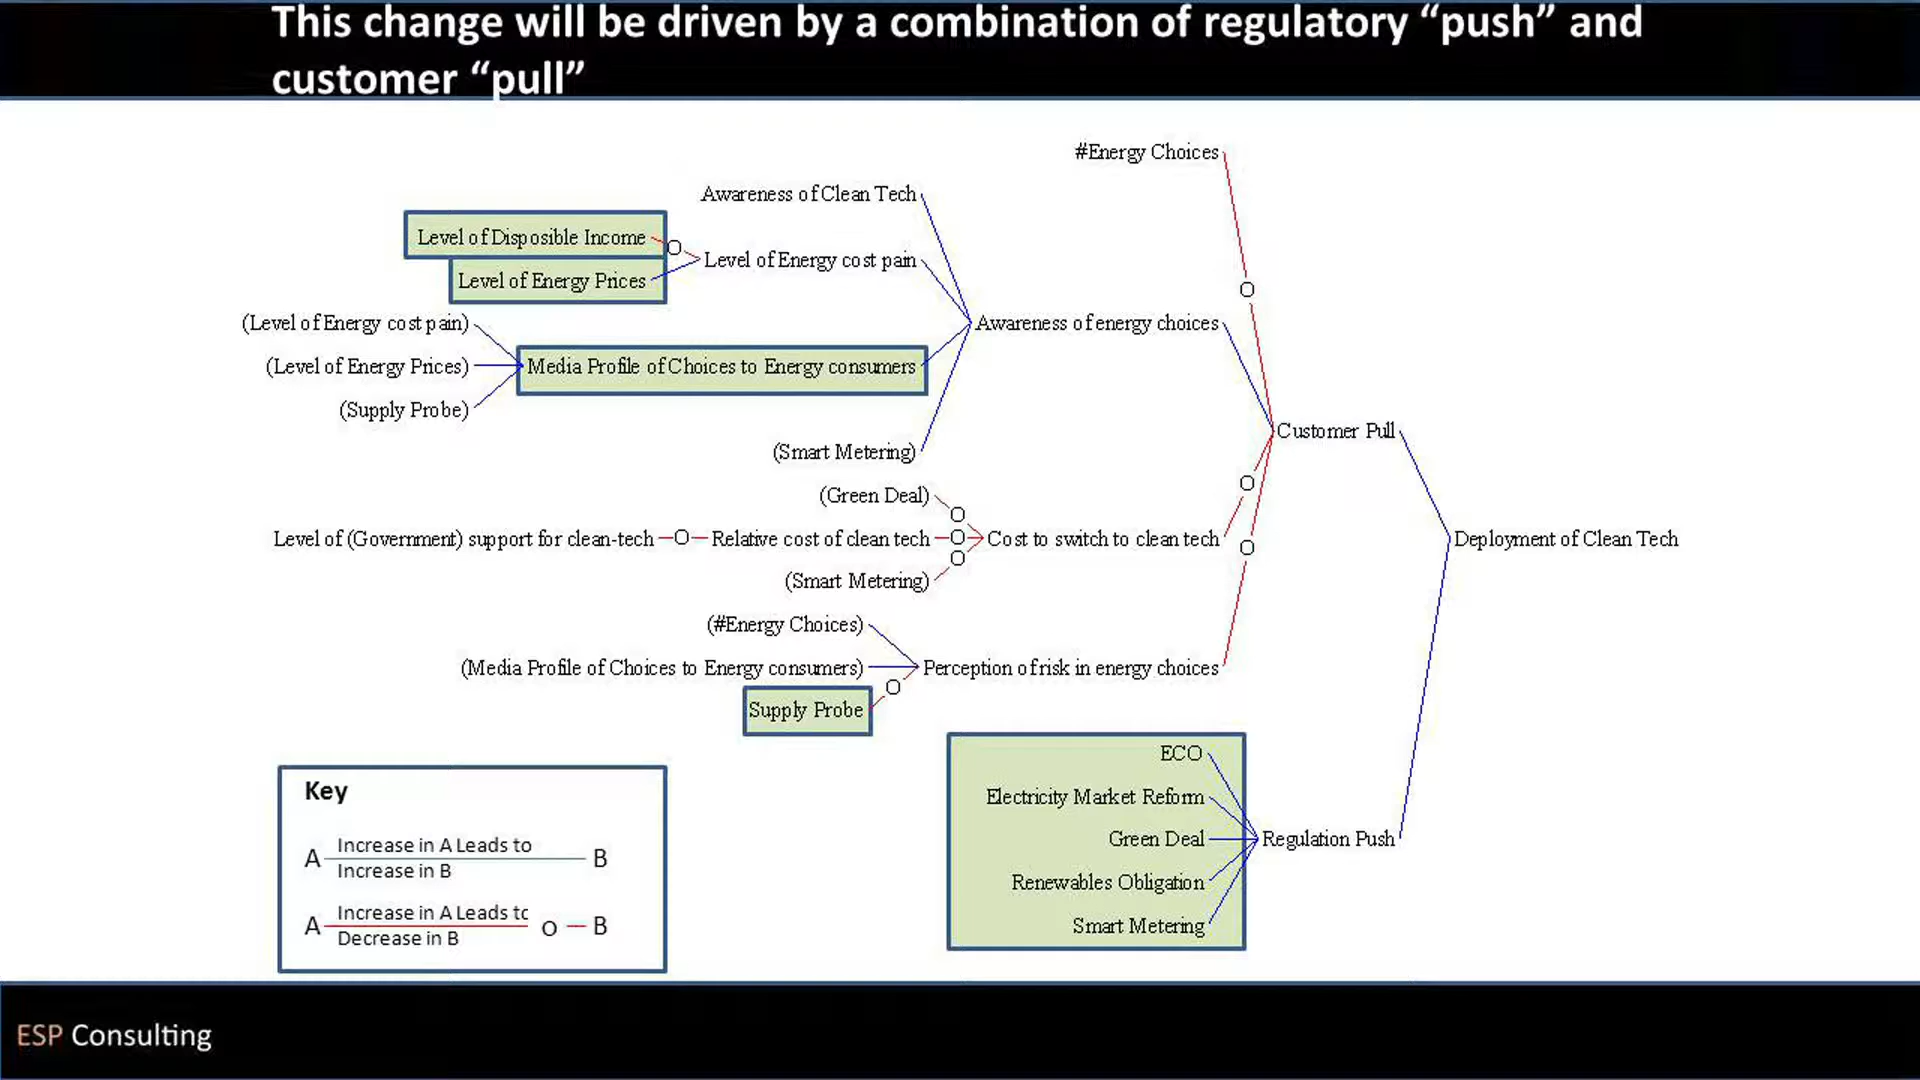 This change will be driven by a combination of regulatory “push” and
customer “pull”
#Energy Choices
Awareness of Clean Tech
Level of Disposible Income
O
Level of Energy cost pain
Level of Energy Prices
O
(Level of Energy cost pain)
Awareness of energy choices
(Level of Energy Prices)
Media Profile of Choices to Energy consumers
(Supply Probe)
Customer Pull
(Smart Metering)
O
(Green Deal)
O
Level of (Government) support for clean-tech
O
Relative cost of clean tech
O
Cost to switch to clean tech
O
Deployment of Clean Tech
O
(Smart Metering)
(#Energy Choices)
(Media Profile of Choices to Energy consumers)
Perception of risk in energy choices
O
Supply Probe
ECO
Electricity Market Reform
Green Deal
Regulation Push
Renewables Obligation
Smart Metering
Key
A
Increase in A Leads to
Increase in B
B
A
Increase in A Leads to
Decrease in B
O
B
ESP Consulting